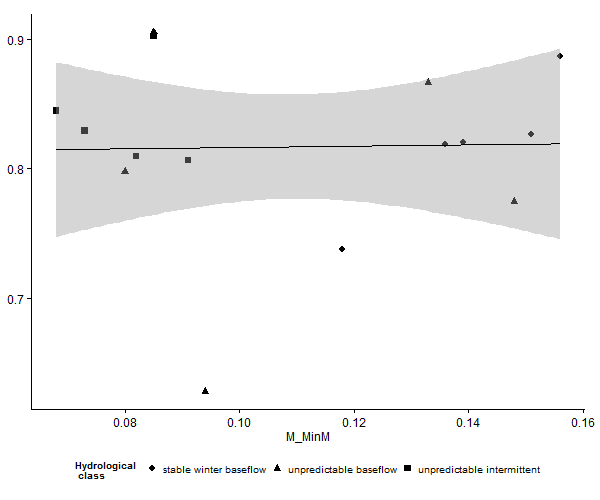 0.9
0.8
0.7
0.08 0.10 0.12 0.14 0.16
M_MinM
Hydrological
class
stable winter baseflow unpredictable baseflow unpredictable intermittent